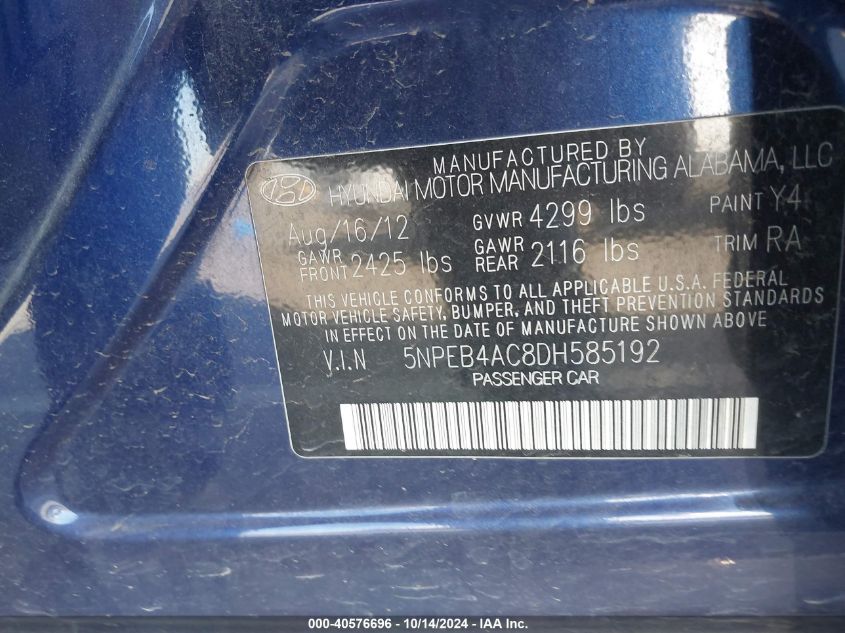 MANUFACTURED BY
HYUNDAI MOTOR MANUFACTURING ALABAMA, LLC
Aug/16/12 GVWR 4299 lbs PAINT Y4
GAWR FRONT 2425 lbs GAWR REAR 2116 lbs TRIM RA
THIS VEHICLE CONFORMS TO ALL APPLICABLE U.S.A. FEDERAL
MOTOR VEHICLE SAFETY, BUMPER, AND THEFT PREVENTION STANDARDS
IN EFFECT ON THE DATE OF MANUFACTURE SHOWN ABOVE
V.I.N 5NPEB4AC8DH585192
PASSENGER CAR
000-40576696 - 10/14/2024 - IAA Inc.